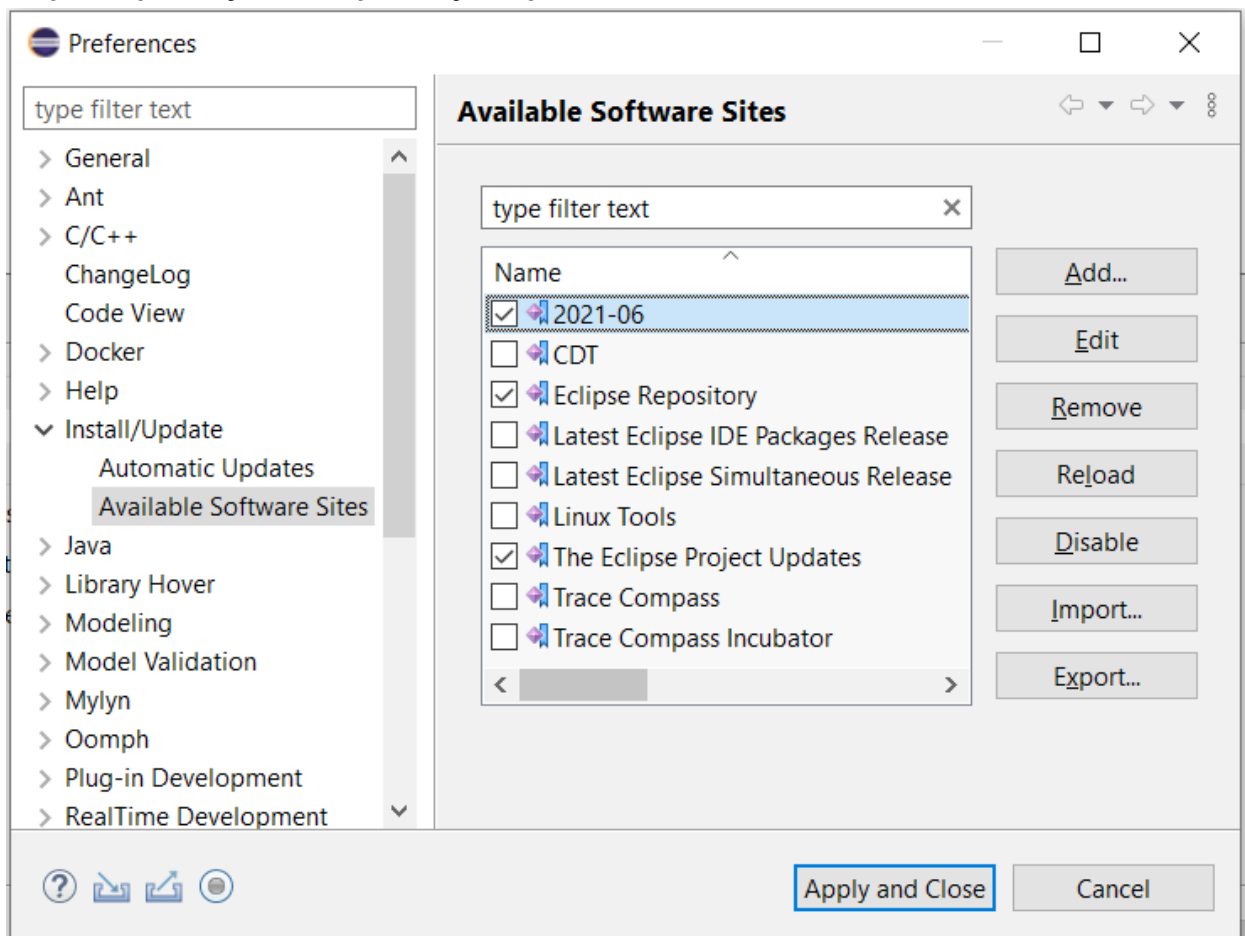 Preferences
type filter text
General
Ant
C/C++
ChangeLog
Code View
Docker
Help
Install/Update
Automatic Updates
Available Software Sites
Java
Library Hover
Modeling
Model Validation
Mylyn
Oomph
Plug-in Development
RealTime Development
Available Software Sites
type filter text
Name
2021-06
CDT
Eclipse Repository
Latest Eclipse IDE Packages Release
Latest Eclipse Simultaneous Release
Linux Tools
The Eclipse Project Updates
Trace Compass
Trace Compass Incubator
Add...
Edit
Remove
Reload
Disable
Import...
Export...
Apply and Close
Cancel